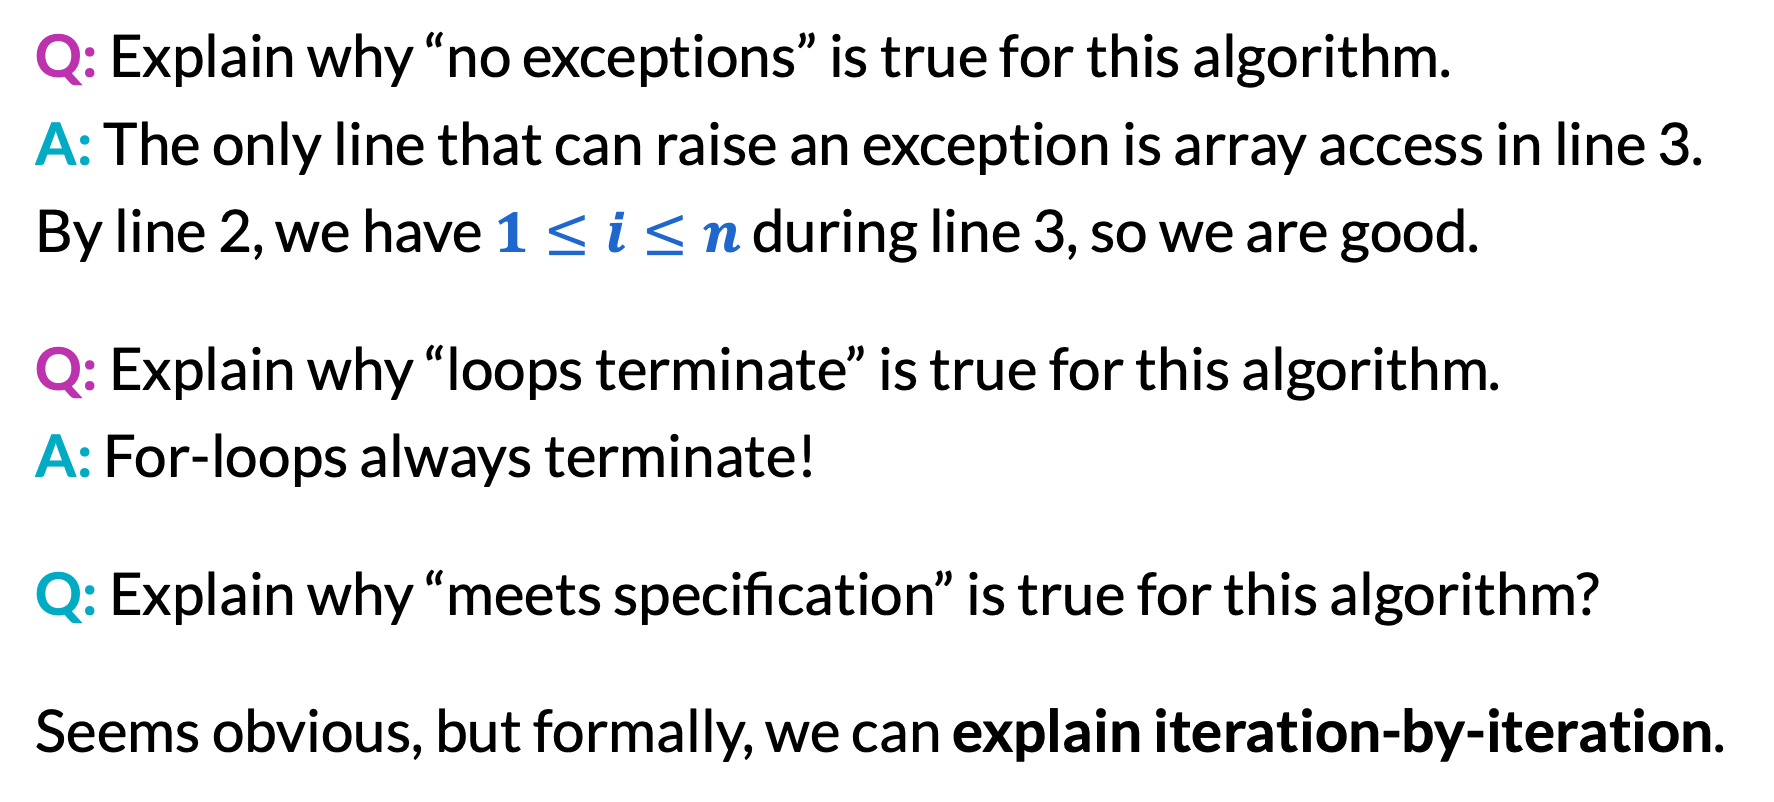 Q: Explain why “no exceptions” is true for this algorithm.
A: The only line that can raise an exception is array access in line 3.
By line 2, we have 1 ≤ i ≤ n during line 3, so we are good.
Q: Explain why “loops terminate” is true for this algorithm.
A: For-loops always terminate!
Q: Explain why “meets specification” is true for this algorithm?
Seems obvious, but formally, we can explain iteration-by-iteration.